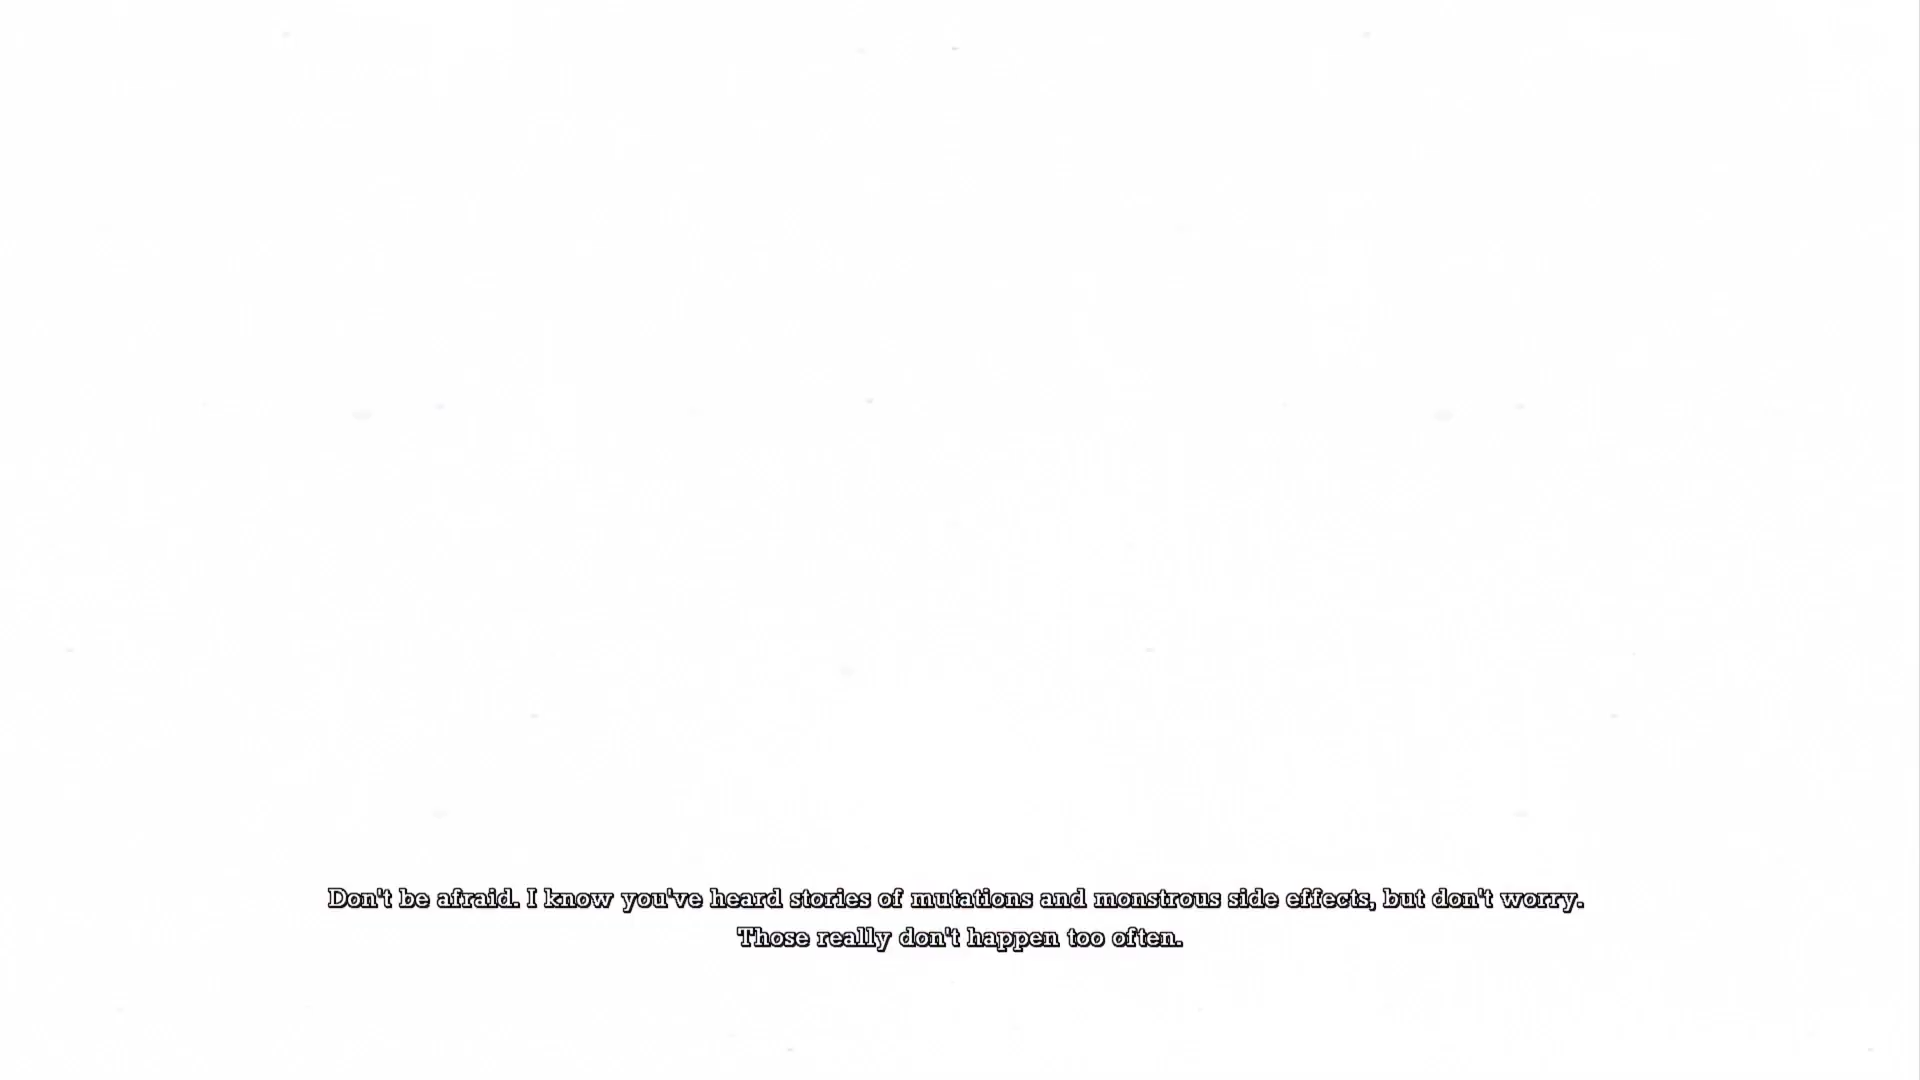 Don't be afraid. I know you've heard stories of mutations and monstrous side effects, but don't worry.
Those really don't happen too often.